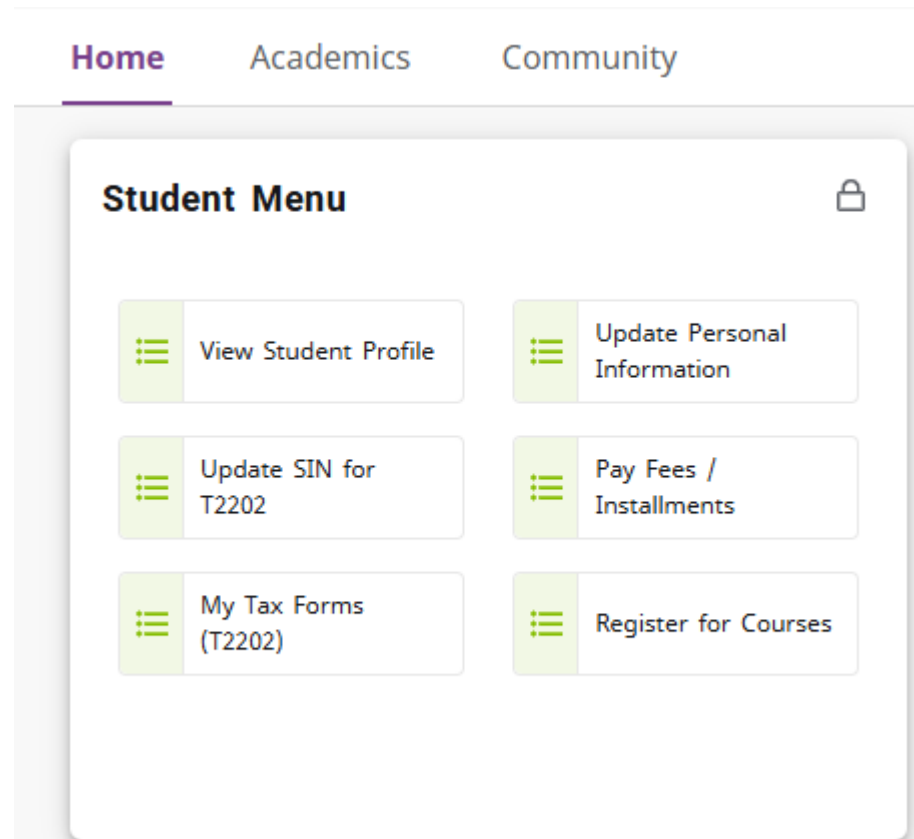 Home Academics Community
Student Menu
View Student Profile
Update Personal
Information
Update SIN for
T2202
Pay Fees /
Installments
My Tax Forms
(T2202)
Register for Courses